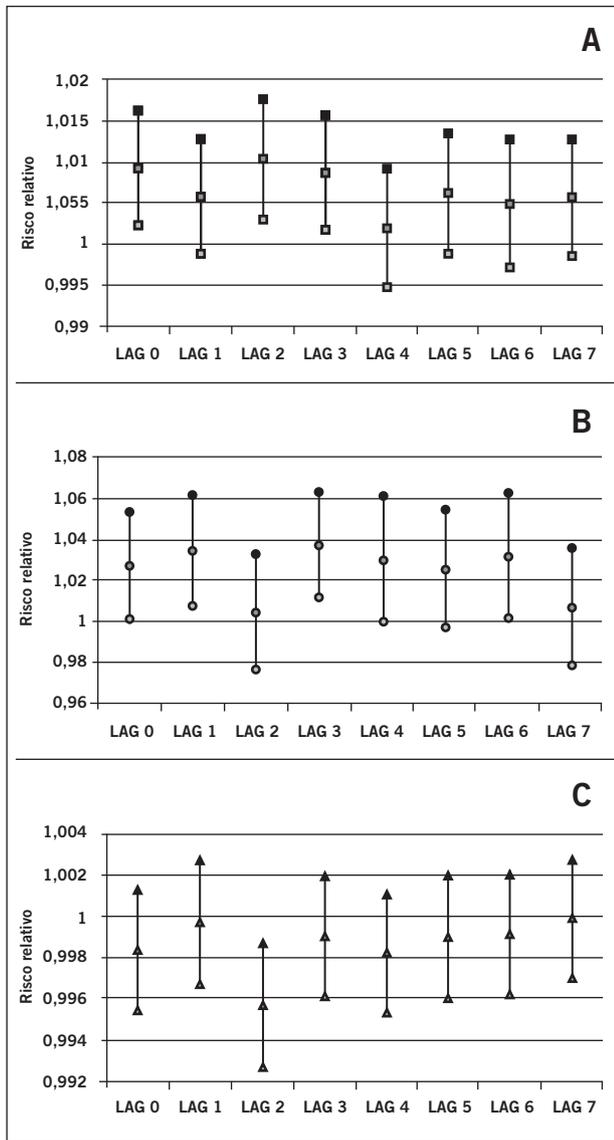 A
1,02
1,015
1,01
1,055
1
0,995
0,99
Risco relativo
LAG 0 LAG 1 LAG 2 LAG 3 LAG 4 LAG 5 LAG 6 LAG 7
B
1,08
1,06
1,04
1,02
1
0,98
0,96
Risco relativo
LAG 0 LAG 1 LAG 2 LAG 3 LAG 4 LAG 5 LAG 6 LAG 7
C
1,004
1,002
1
0,998
0,996
0,994
0,992
Risco relativo
LAG 0 LAG 1 LAG 2 LAG 3 LAG 4 LAG 5 LAG 6 LAG 7